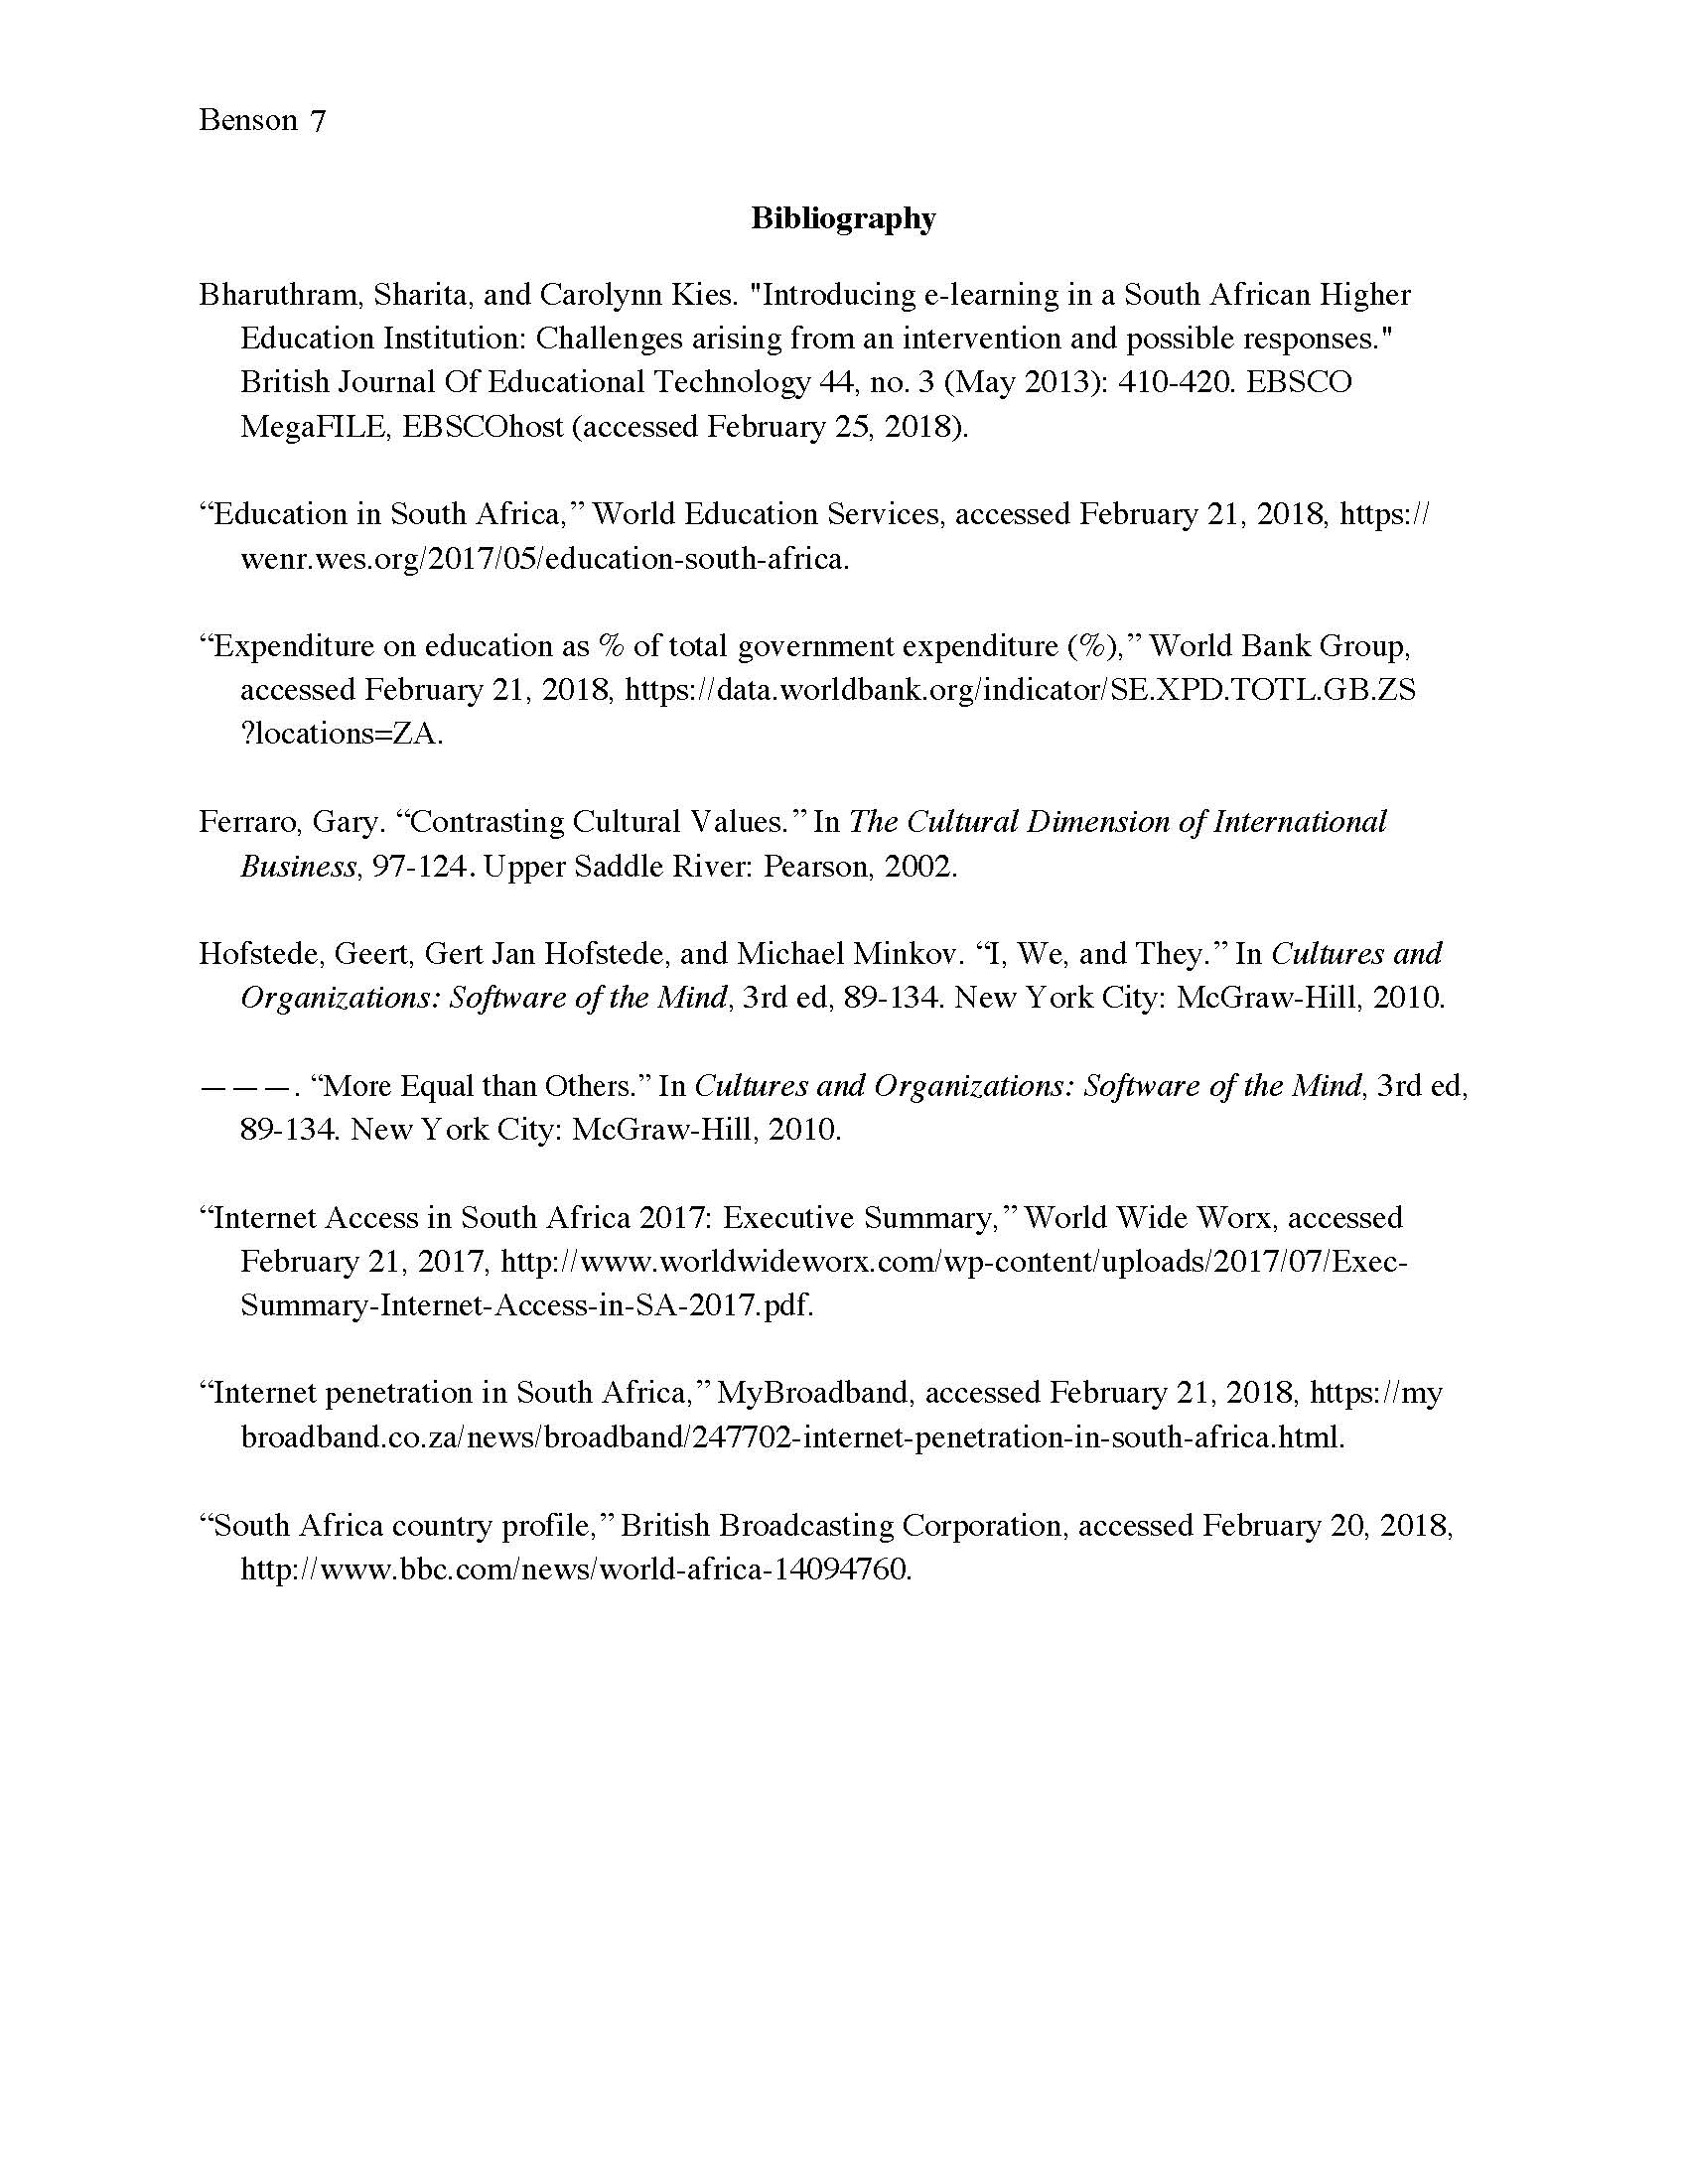 Benson 7
Bibliography
Bharuthram, Sharita, and Carolynn Kies. "Introducing e-learning in a South African Higher
Education Institution: Challenges arising from an intervention and possible responses."
British Journal Of Educational Technology 44, no. 3 (May 2013): 410-420. EBSCO
MegaFILE, EBSCOhost (accessed February 25, 2018).
“Education in South Africa,” World Education Services, accessed February 21, 2018, https://
wenr.wes.org/2017/05/education-south-africa.
“Expenditure on education as % of total government expenditure (%),” World Bank Group,
accessed February 21, 2018, https://data.worldbank.org/indicator/SE.XPD.TOTL.GB.ZS
?locations=ZA.
Ferraro, Gary. “Contrasting Cultural Values.” In The Cultural Dimension of International
Business, 97-124. Upper Saddle River: Pearson, 2002.
Hofstede, Geert, Gert Jan Hofstede, and Michael Minkov. “I, We, and They.” In Cultures and
Organizations: Software of the Mind, 3rd ed, 89-134. New York City: McGraw-Hill, 2010.
———. “More Equal than Others.” In Cultures and Organizations: Software of the Mind, 3rd ed,
89-134. New York City: McGraw-Hill, 2010.
“Internet Access in South Africa 2017: Executive Summary,” World Wide Worx, accessed
February 21, 2017, http://www.worldwideworx.com/wp-content/uploads/2017/07/Exec-
Summary-Internet-Access-in-SA-2017.pdf.
“Internet penetration in South Africa,” MyBroadband, accessed February 21, 2018, https://my
broadband.co.za/news/broadband/247702-internet-penetration-in-south-africa.html.
“South Africa country profile,” British Broadcasting Corporation, accessed February 20, 2018,
http://www.bbc.com/news/world-africa-14094760.